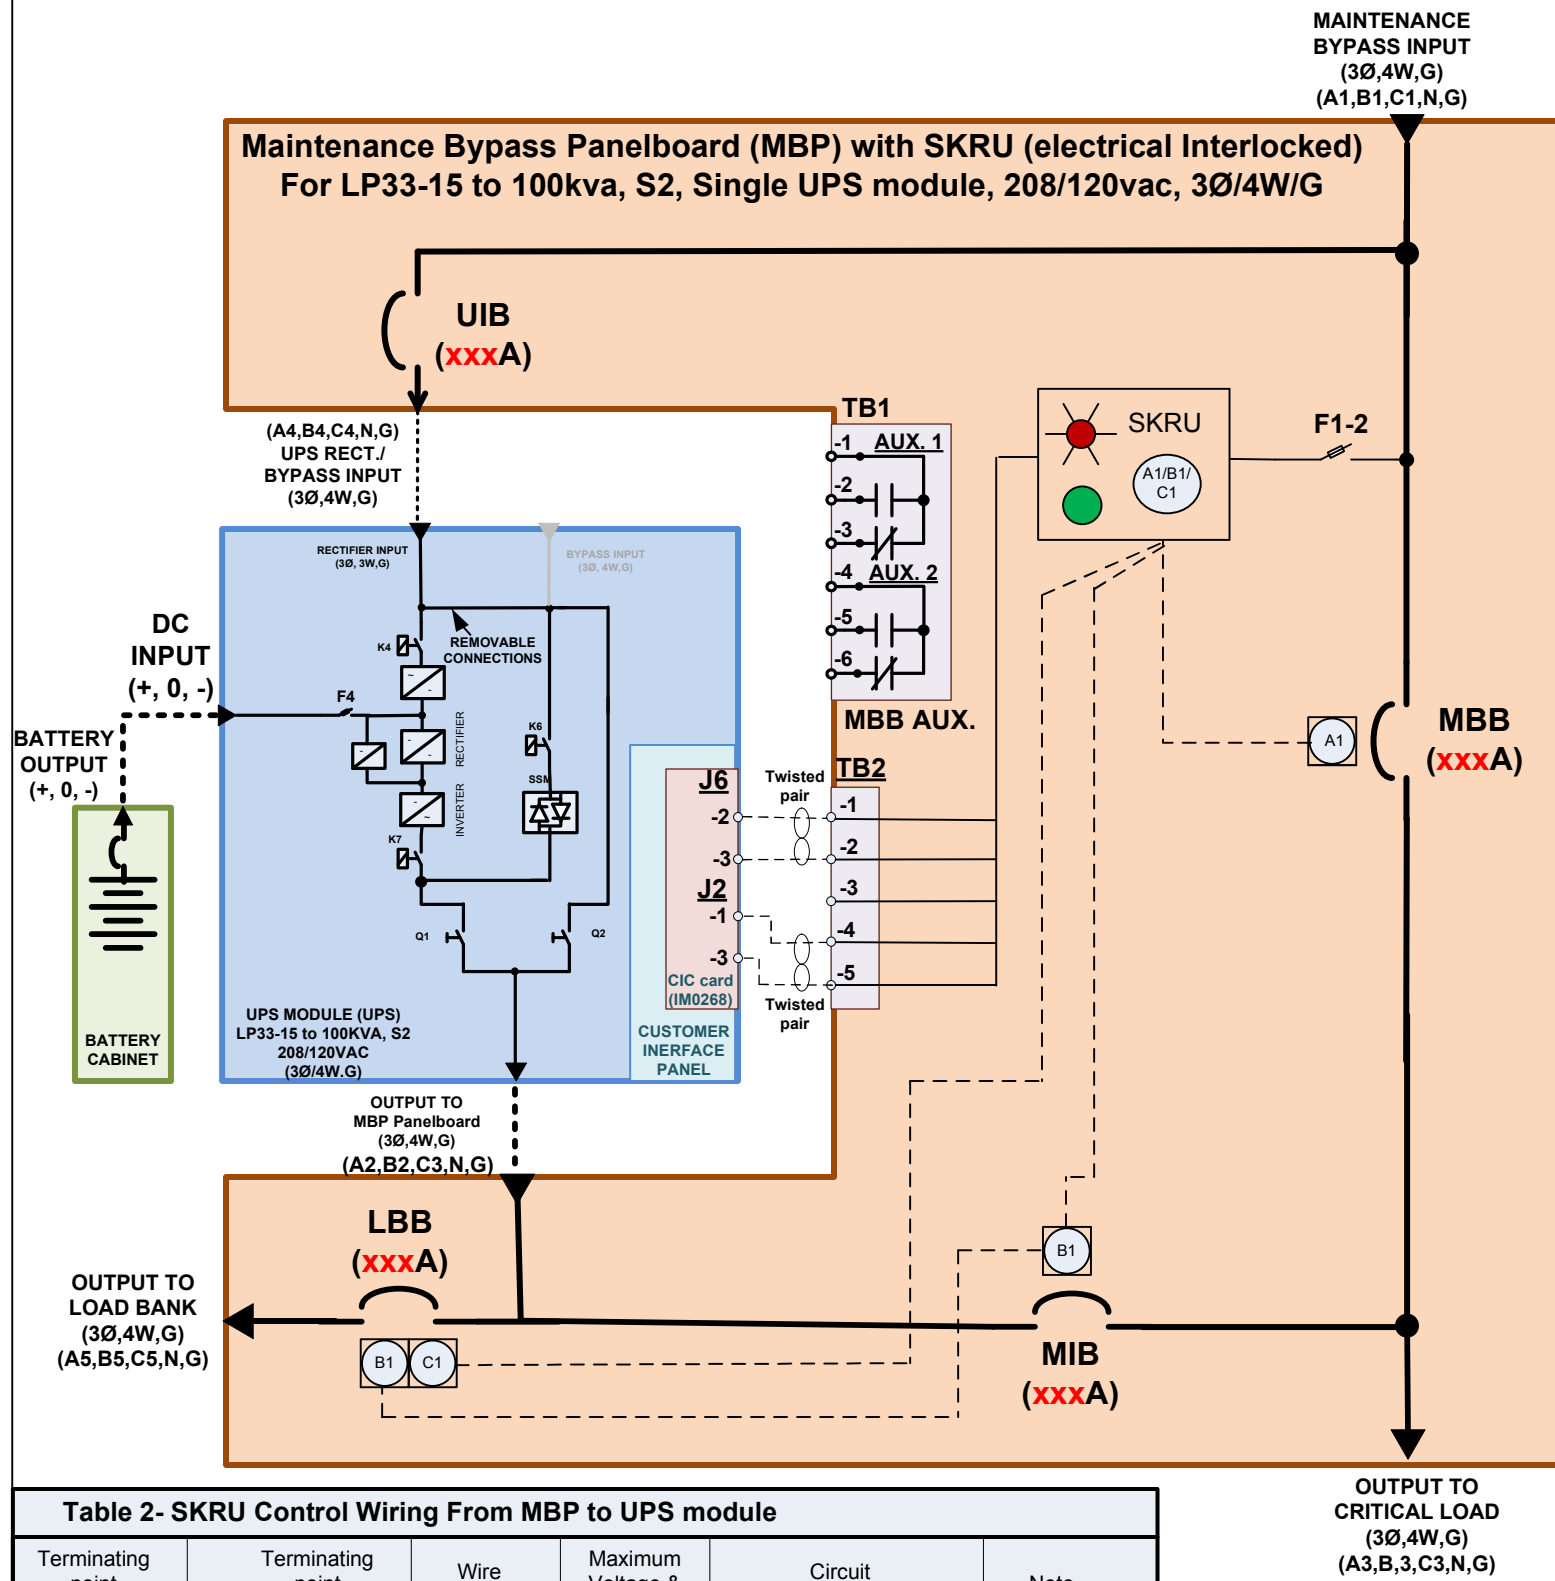 MAINTENANCE
BYPASS INPUT
(3Ø,4W,G)
(A1,B1,C1,N,G)
Maintenance Bypass Panelboard (MBP) with SKRU (electrical Interlocked)
For LP33-15 to 100kva, S2, Single UPS module, 208/120vac, 3Ø/4W/G
UIB
(xxxA)
(A4,B4,C4,N,G)
UPS RECT./
BYPASS INPUT
(3Ø,4W,G)
TB1
-1 AUX. 1
-2
-3
-4 AUX. 2
-5
-6
MBB AUX.
SKRU
A1/B1/
C1
F1-2
RECTIFIER INPUT
(3Ø, 3W,G)
BYPASS INPUT
(3Ø, 4W,G)
REMOVABLE
CONNECTIONS
K4
DC
INPUT
(+, 0, -)
F4
RECTIFIER
K6
SSM
INVERTER
K7
Q1
Q2
BATTERY
OUTPUT
(+, 0, -)
BATTERY
CABINET
A1
MBB
(xxxA)
J6
-2
-3
J2
-1
-3
CIC card
(IM0268)
CUSTOMER
INERFACE
PANEL
Twisted
pair
Twisted
pair
TB2
-1
-2
-3
-4
-5
UPS MODULE (UPS)
LP33-15 to 100KVA, S2
208/120VAC
(3Ø/4W.G)
OUTPUT TO
MBP Panelboard
(3Ø,4W,G)
(A2,B2,C3,N,G)
LBB
(xxxA)
B1
OUTPUT TO
LOAD BANK
(3Ø,4W,G)
(A5,B5,C5,N,G)
B1 C1
MIB
(xxxA)
OUTPUT TO
CRITICAL LOAD
(3Ø,4W,G)
(A3,B,3,C3,N,G)
Table 2- SKRU Control Wiring From MBP to UPS module
Terminating
point
Terminating
point
Wire
Maximum
Voltage &
Circuit
Note